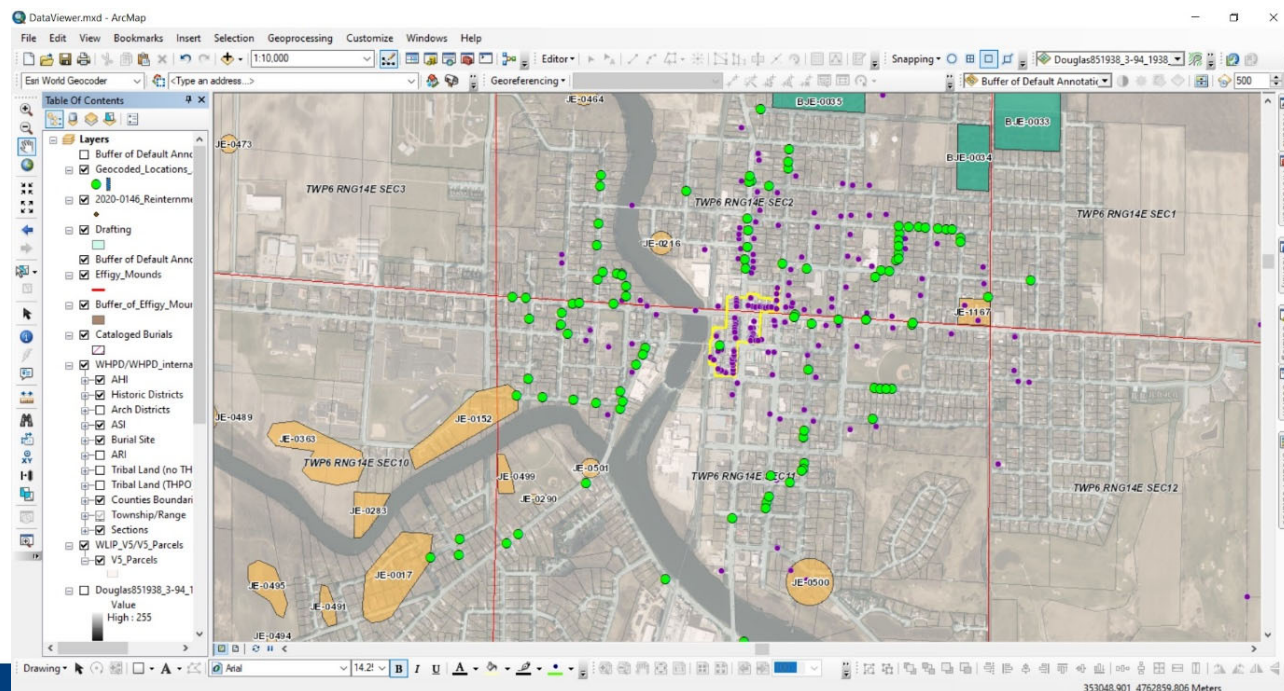 DataViewer.mxd - ArcMap
File Edit View Bookmarks Insert Selection Geoprocessing Customize Windows Help
1:10,000 Editor Snapping Douglas851938_3-94_1938_
Esri World Geocoder <Type an address...> Georeferencing Buffer of Default Annotatic 500
Table Of Contents
Layers
Buffer of Default Annc
Geocoded_Locations_
2020-0146_Reinternme
Drafting
Buffer of Default Annc
Effigy_Mounds
Buffer_of_Effigy_Mour
Cataloged Burials
WHPD/WHPD_interna
AHI
Historic Districts
Arch Districts
ASI
Burial Site
ARI
Tribal Land (no TH
Tribal Land (THPO
Counties Boundari
Township/Range
Sections
WLIP_V5/V5_Parcels
V5_Parcels
Douglas851938_3-94_1
Value
High : 255
JE-0464
BJE-0035
BJE-0033
JE-0473
BJE-0034
TWP6 RNG14E SEC3
TWP6 RNG14E SEC2
TWP6 RNG14E SEC1
JE-0216
JE-1167
JE-0489
JE-0152
JE-0363
TWP6 RNG14E SEC10
JE-0501
JE-0499
TWP6 RNG14E SEC11
TWP6 RNG14E SEC12
JE-0290
JE-0283
JE-0017
JE-0500
JE-0495
JE-0491
JE-0494
Drawing Arial B I U A
353048.901 4762859.806 Meters